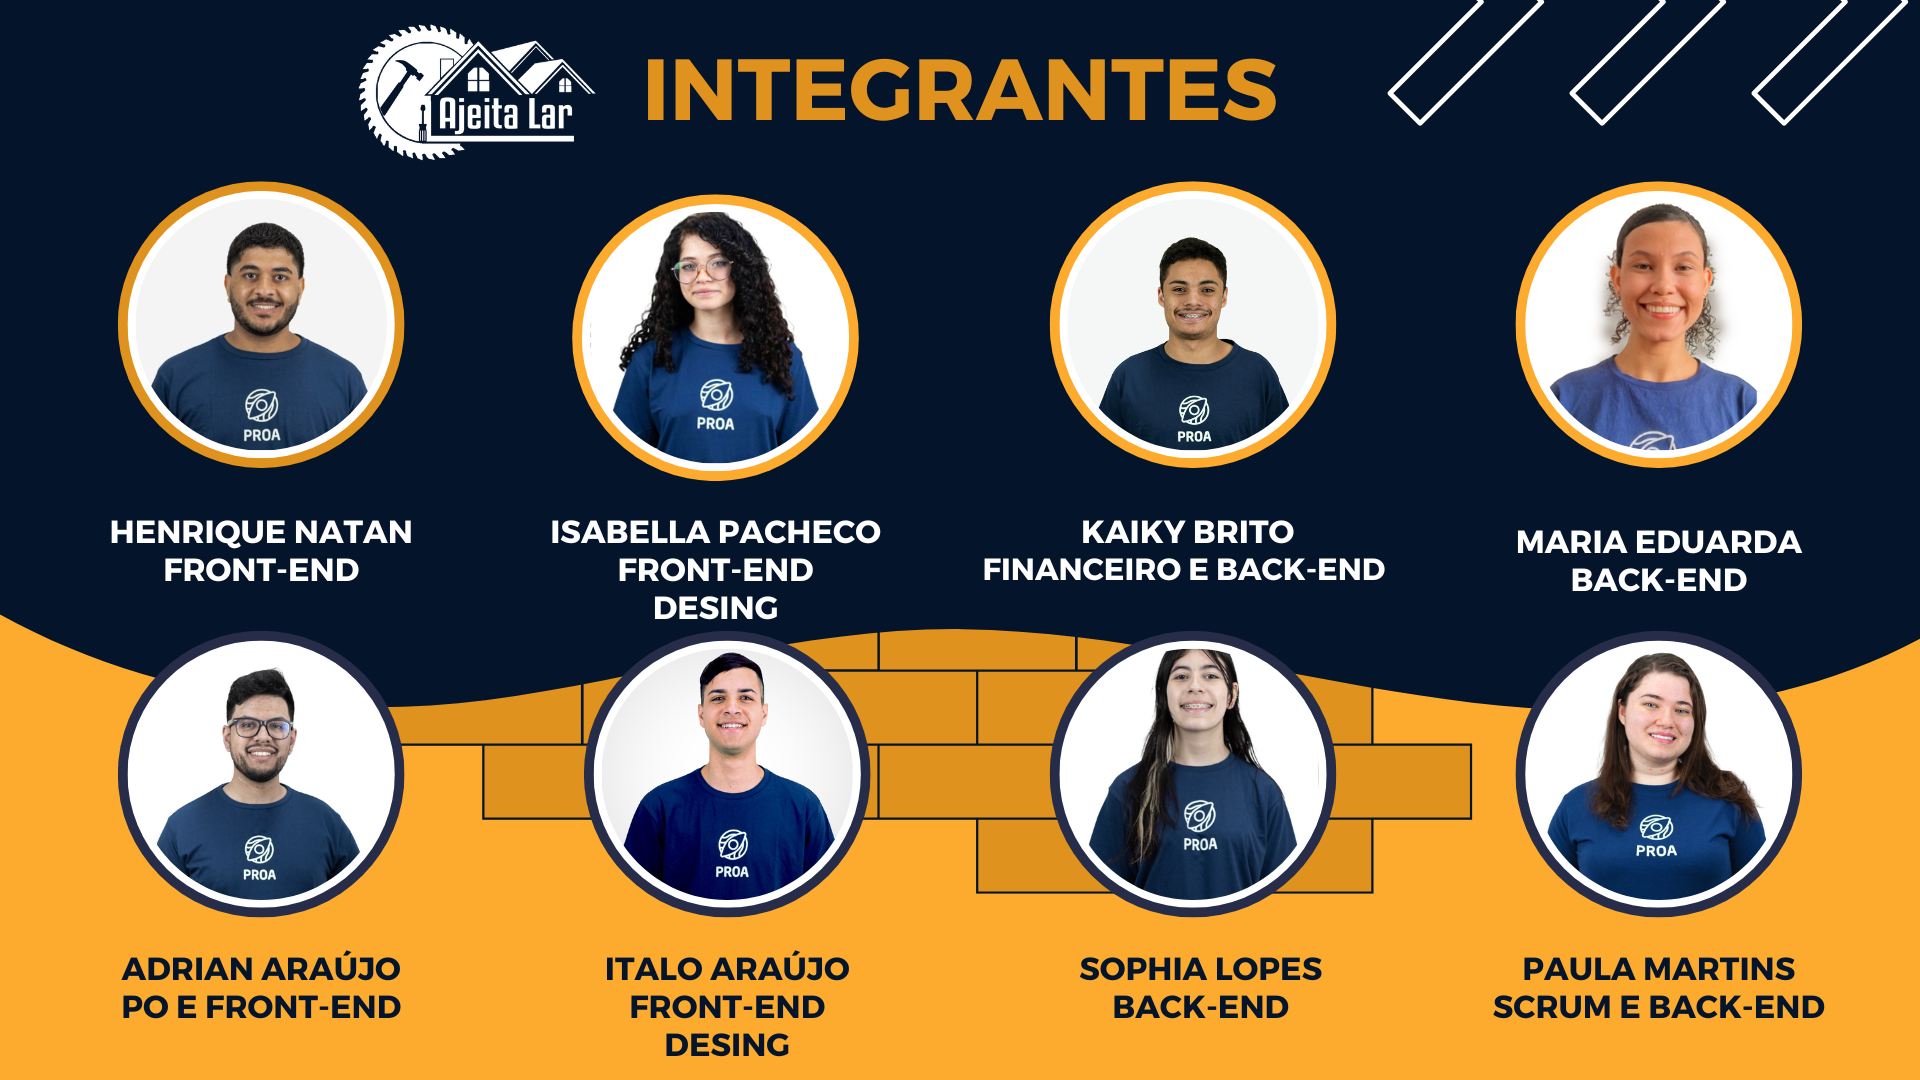 Ajeita Lar
INTEGRANTES
PROA
PROA
PROA
HENRIQUE NATAN
FRONT-END
ISABELLA PACHECO
FRONT-END
DESING
KAIKY BRITO
FINANCEIRO E BACK-END
MARIA EDUARDA
BACK-END
PROA
PROA
PROA
PROA
ADRIAN ARAÚJO
PO E FRONT-END
ITALO ARAÚJO
FRONT-END
DESING
SOPHIA LOPES
BACK-END
PAULA MARTINS
SCRUM E BACK-END